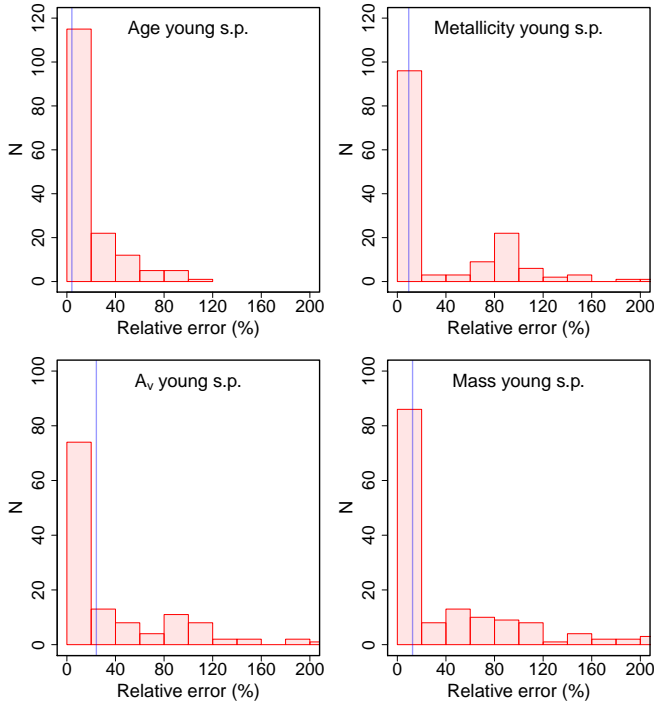 Age young s.p.
N
0 20 40 60 80 100 120
0 40 80 120 160 200
Relative error (%)
Metallicity young s.p.
N
0 20 40 60 80 100 120
0 40 80 120 160 200
Relative error (%)
Av young s.p.
N
0 20 40 60 80 100
0 40 80 120 160 200
Relative error (%)
Mass young s.p.
N
0 20 40 60 80 100
0 40 80 120 160 200
Relative error (%)